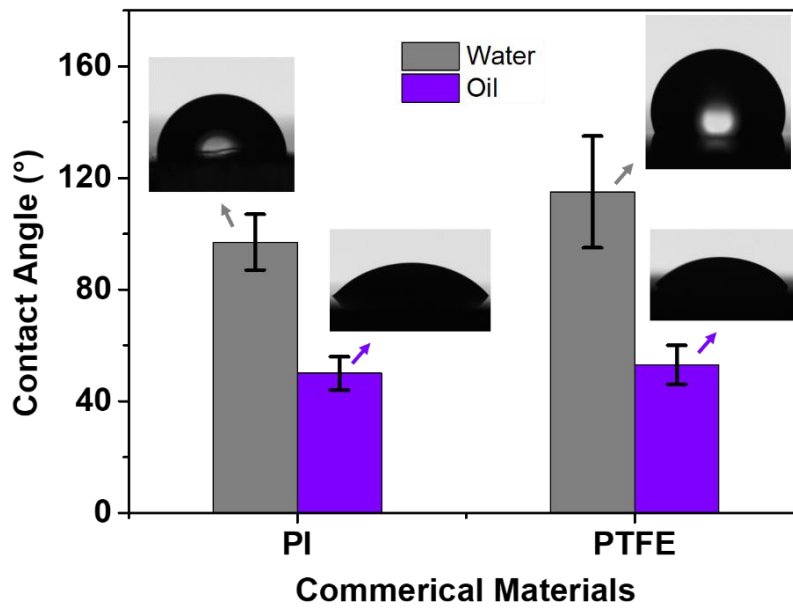 Contact Angle (°)
160
120
80
40
0
Water
Oil
PI
PTFE
Commerical Materials